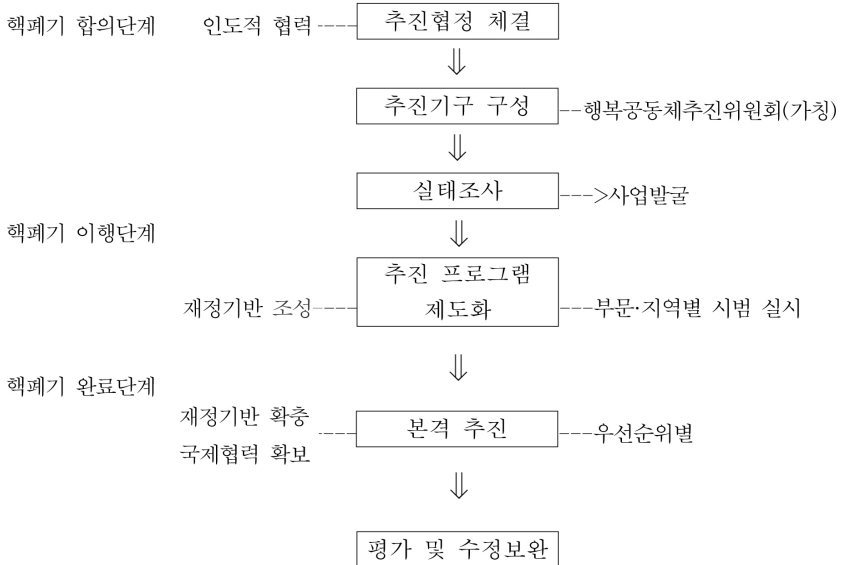 핵폐기 합의단계 인도적 협력 ---- 추진협정 체결
⇓
추진기구 구성 --행복공동체추진위원회(가칭)
⇓
실태조사 --->사업발굴
핵폐기 이행단계 ⇓
추진 프로그램
재정기반 조성---- 제도화 ---부문·지역별 시범 실시
⇓
핵폐기 완료단계
재정기반 확충
---- 본격 추진 ---우선순위별
국제협력 확보
⇓
평가 및 수정보완